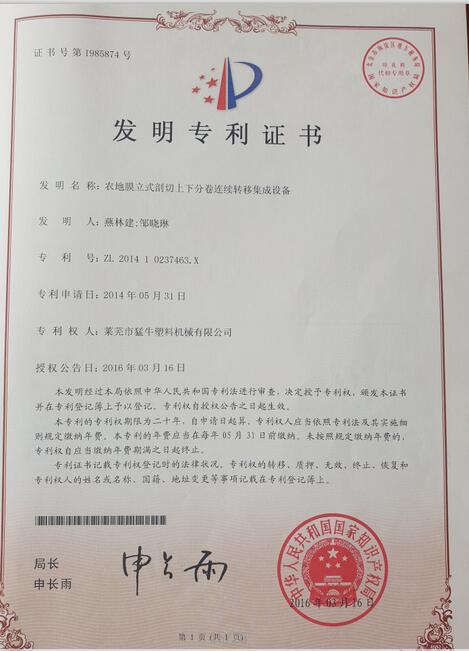 证书号第1985874号
发明专利证书
发明名称：农地膜立式剖切上下分卷连续转移集成设备
发明人：燕林建;邹晓琳
专利号：ZL 2014 1 0237463.X
专利申请日：2014年05月31日
专利权人：莱芜市猛牛塑料机械有限公司
授权公告日：2016年03月16日
本发明经过本局依照中华人民共和国专利法进行审查，决定授予专利权，颁发本证书
并在专利登记簿上予以登记。专利权自授权公告之日起生效。
本专利的专利权期限为二十年，自申请日起算。专利权人应当依照专利法及其实施细
则规定缴纳年费。本专利的年费应当在每年05月31日前缴纳。未按照规定缴纳年费的，
专利权自应当缴纳年费期满之日起终止。
专利证书记载专利权登记时的法律状况。专利权的转移、质押、无效、终止、恢复和
专利权人的姓名或名称、国籍、地址变更等事项记载在专利登记簿上。
局长
申长雨
申长雨
中华人民共和国国家知识产权局
2016年03月16日
第1页(共1页)